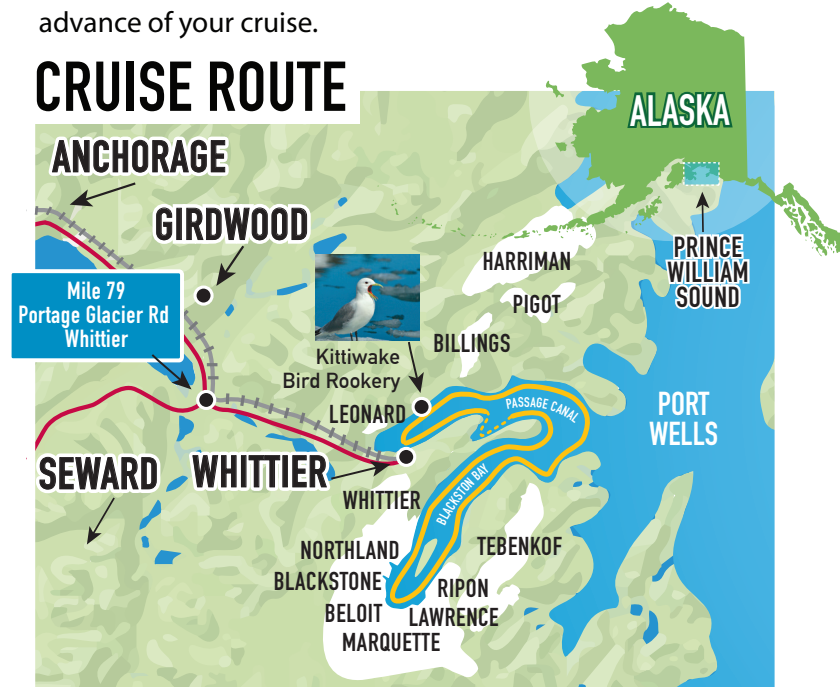 advance of your cruise.
CRUISE ROUTE
ALASKA
ANCHORAGE
GIRDWOOD
PRINCE
WILLIAM
SOUND
HARRIMAN
Mile 79
Portage Glacier Rd
Whittier
PIGOT
BILLINGS
Kittiwake
Bird Rookery
LEONARD
PASSAGE CANAL
PORT
WELLS
SEWARD
WHITTIER
WHITTIER
BLACKSTON BAY
NORTHLAND
TEBENKOF
BLACKSTONE
RIPON
BELOIT
LAWRENCE
MARQUETTE